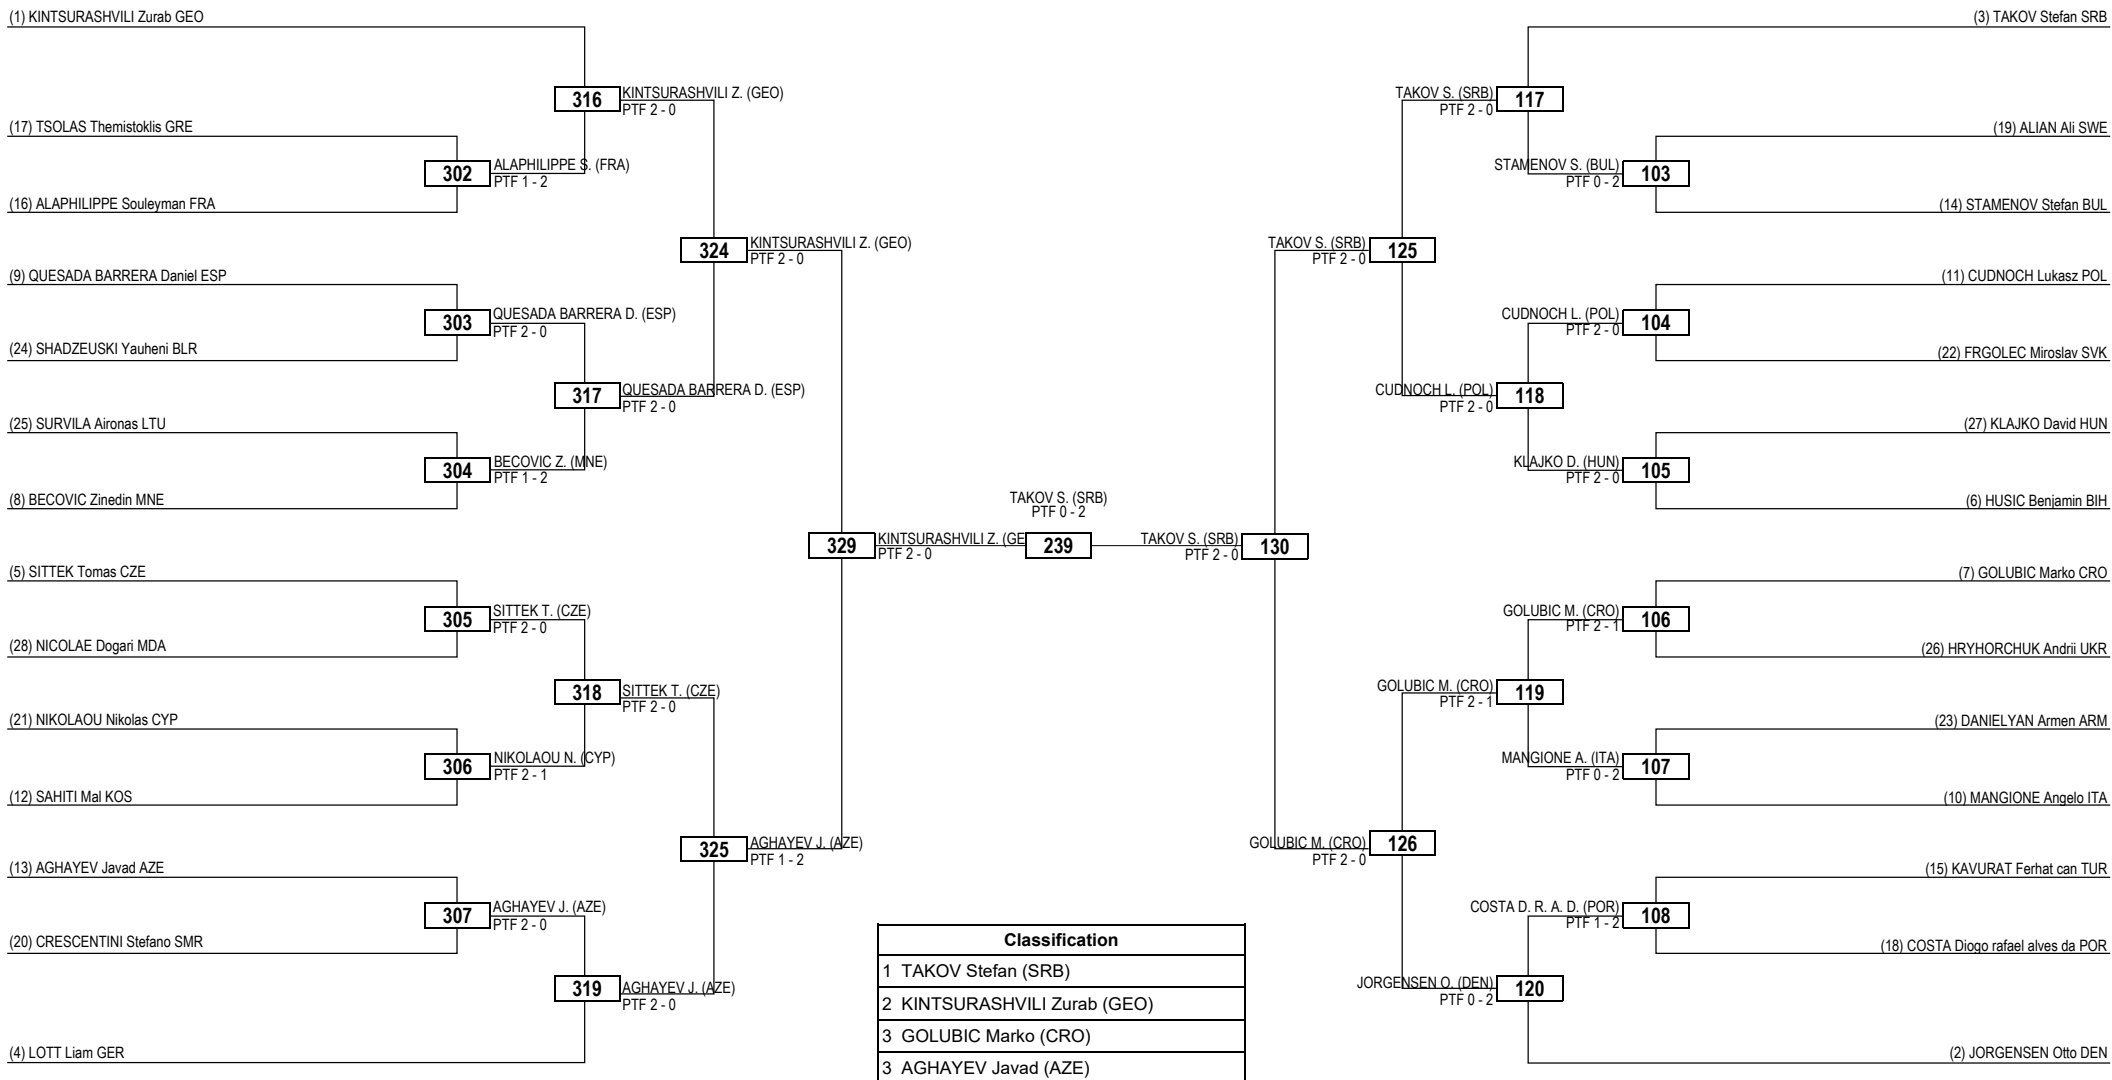 (1) KINTSURASHVILI Zurab GEO
316
KINTSURASHVILI Z. (GEO)
PTF 2 - 0
(17) TSOLAS Themistoklis GRE
302
ALAPHILIPPE S. (FRA)
PTF 1 - 2
(16) ALAPHILIPPE Souleyman FRA
324
KINTSURASHVILI Z. (GEO)
PTF 2 - 0
(9) QUESADA BARRERA Daniel ESP
303
QUESADA BARRERA D. (ESP)
PTF 2 - 0
(24) SHADZEUSKI Yauheni BLR
317
QUESADA BARRERA D. (ESP)
PTF 2 - 0
(25) SURVILA Aironas LTU
304
BECOVIC Z. (MNE)
PTF 1 - 2
(8) BECOVIC Zinedin MNE
329
KINTSURASHVILI Z. (GE
PTF 2 - 0
(5) SITTEK Tomas CZE
305
SITTEK T. (CZE)
PTF 2 - 0
(28) NICOLAE Dogari MDA
318
SITTEK T. (CZE)
PTF 2 - 0
(21) NIKOLAOU Nikolas CYP
306
NIKOLAOU N. (CYP)
PTF 2 - 1
(12) SAHITI Mal KOS
325
AGHAYEV J. (AZE)
PTF 1 - 2
(13) AGHAYEV Javad AZE
307
AGHAYEV J. (AZE)
PTF 2 - 0
(20) CRESCENTINI Stefano SMR
319
AGHAYEV J. (AZE)
PTF 2 - 0
(4) LOTT Liam GER
TAKOV S. (SRB)
PTF 0 - 2
239
(3) TAKOV Stefan SRB
TAKOV S. (SRB)
PTF 2 - 0
117
(19) ALIAN Ali SWE
STAMENOV S. (BUL)
PTF 0 - 2
103
(14) STAMENOV Stefan BUL
TAKOV S. (SRB)
PTF 2 - 0
125
(11) CUDNOCH Lukasz POL
CUDNOCH L. (POL)
PTF 2 - 0
104
(22) FRGOLEC Miroslav SVK
CUDNOCH L. (POL)
PTF 2 - 0
118
(27) KLAJKO David HUN
KLAJKO D. (HUN)
PTF 2 - 0
105
(6) HUSIC Benjamin BIH
TAKOV S. (SRB)
PTF 2 - 0
130
(7) GOLUBIC Marko CRO
GOLUBIC M. (CRO)
PTF 2 - 1
106
(26) HRYHORCHUK Andrii UKR
GOLUBIC M. (CRO)
PTF 2 - 1
119
(23) DANIELYAN Armen ARM
MANGIONE A. (ITA)
PTF 0 - 2
107
(10) MANGIONE Angelo ITA
GOLUBIC M. (CRO)
PTF 2 - 0
126
(15) KAVURAT Ferhat can TUR
COSTA D. R. A. D. (POR)
PTF 1 - 2
108
(18) COSTA Diogo rafael alves da POR
JORGENSEN O. (DEN)
PTF 0 - 2
120
(2) JORGENSEN Otto DEN
Classification
1 TAKOV Stefan (SRB)
2 KINTSURASHVILI Zurab (GEO)
3 GOLUBIC Marko (CRO)
3 AGHAYEV Javad (AZE)